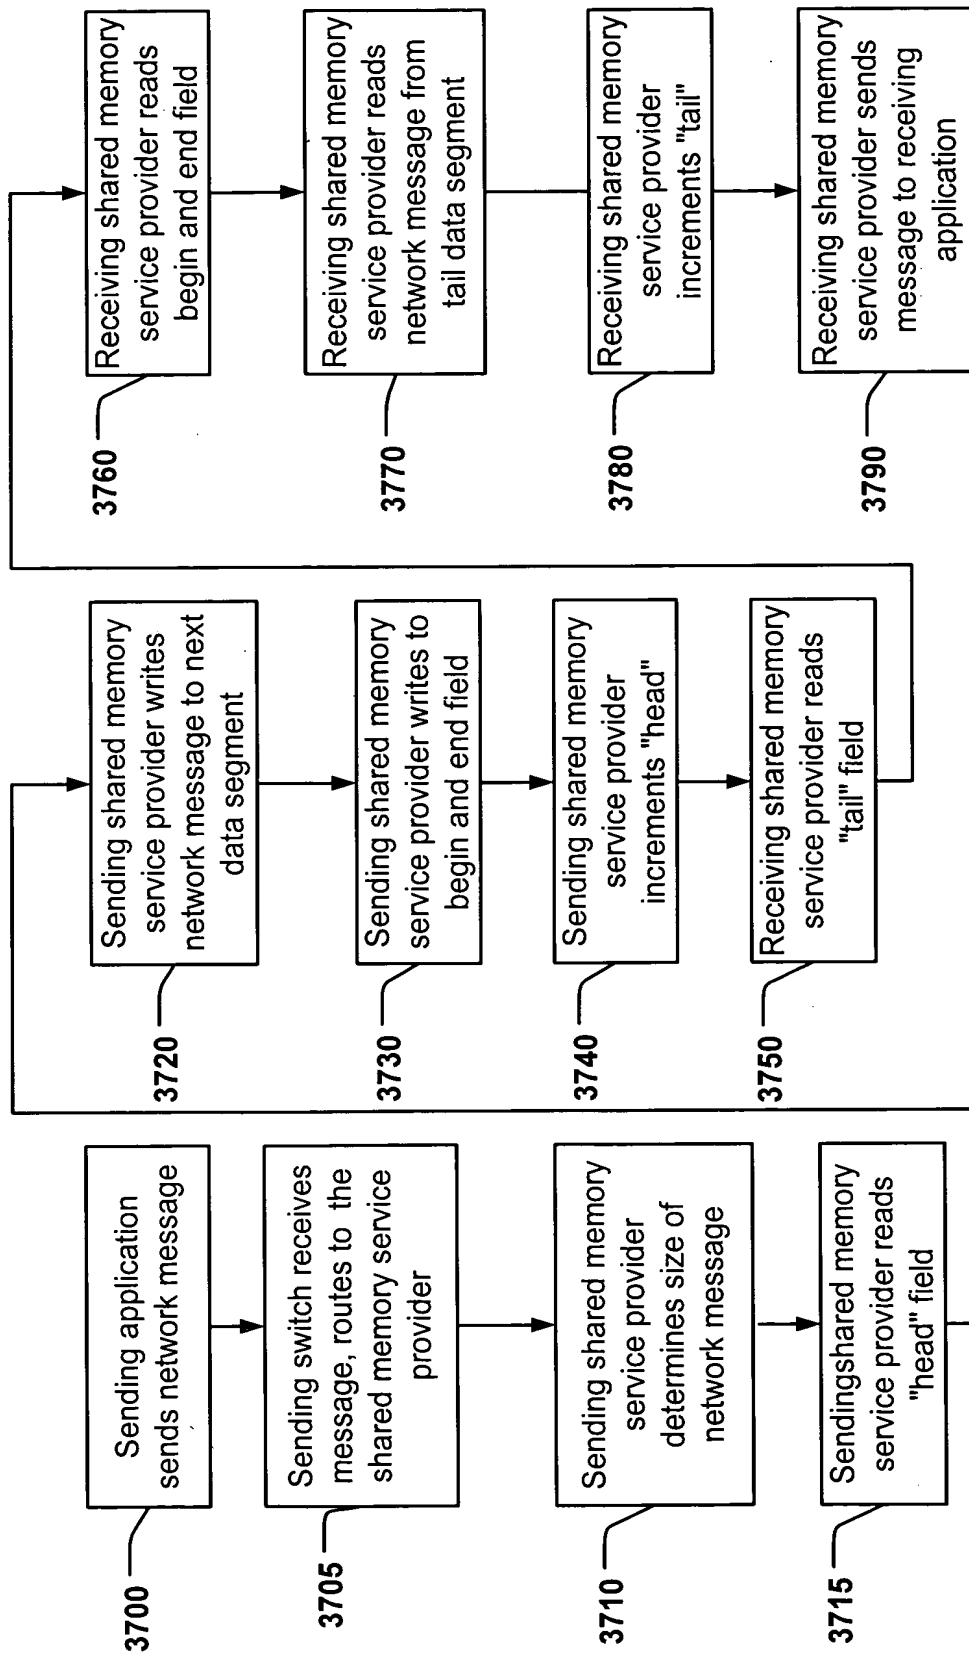 3700
Sending application
sends network message
3705
Sending switch receives
message, routes to the
shared memory service
provider
3710
Sending shared memory
service provider
determines size of
network message
3715
Sendingshared memory
service provider reads
"head" field
3720
Sending shared memory
service provider writes
network message to next
data segment
3730
Sending shared memory
service provider writes to
begin and end field
3740
Sending shared memory
service provider
increments "head"
3750
Receiving shared memory
service provider reads
"tail" field
3760
Receiving shared memory
service provider reads
begin and end field
3770
Receiving shared memory
service provider reads
network message from
tail data segment
3780
Receiving shared memory
service provider
increments "tail"
3790
Receiving shared memory
service provider sends
message to receiving
application